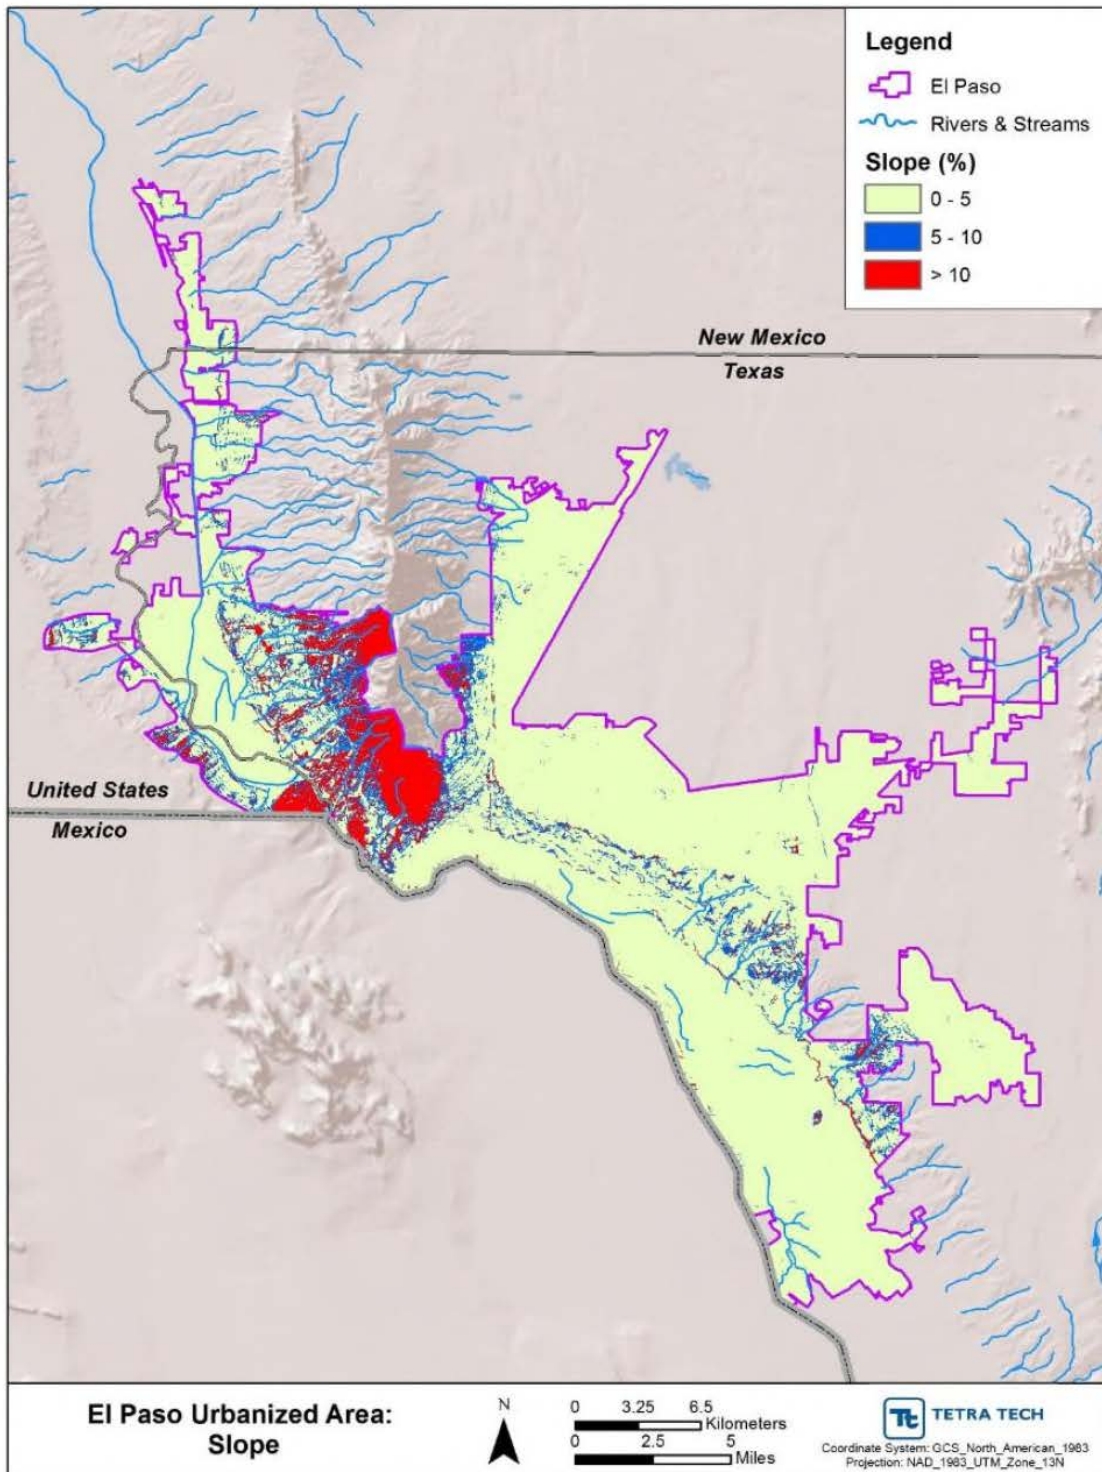 Legend
El Paso
Rivers & Streams
Slope (%)
0 - 5
5 - 10
> 10
New Mexico
Texas
United States
Mexico
El Paso Urbanized Area:
Slope
N
0 3.25 6.5
Kilometers
0 2.5 5
Miles
Tt TETRA TECH
Coordinate System: GCS_North_American_1983
Projection: NAD_1983_UTM_Zone_13N